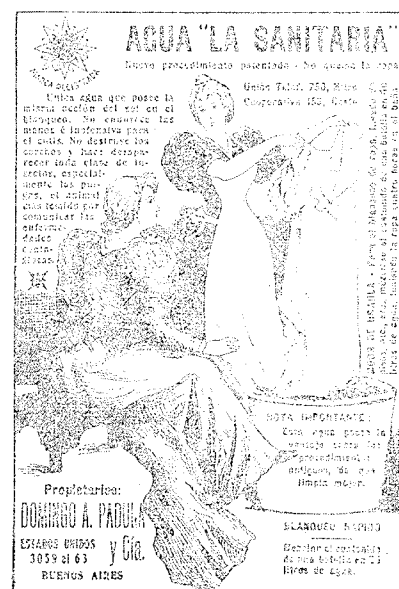 AGUA "LA SANITARIA"
Nuevo procedimiento patentado - No quema la ropa
Unión Telef. 753, Mitre
Cooperativa 153, Oeste
Unica agua que posee la
misma acción del sol en el
blanqueo. No endurece las
manos é inofensiva para
el cutis. No destruye los
corchos y hace desapa-
recer toda clase de in-
sectos, especial-
mente las pul-
gas, el animal
más temido por
comunicar las
enferme-
dades
conta-
giosas.
NOTA IMPORTANTE:
Esta agua posee la
ventaja sobre los
procedimientos
antiguos, de que
limpia mejor.
BLANQUEO RAPIDO
Mezclar el contenido
de una botella en 25
litros de agua.
Propietarios:
DOMINGO A. PADULA
y Cía.
ESTADOS UNIDOS
3059 al 63
BUENOS AIRES